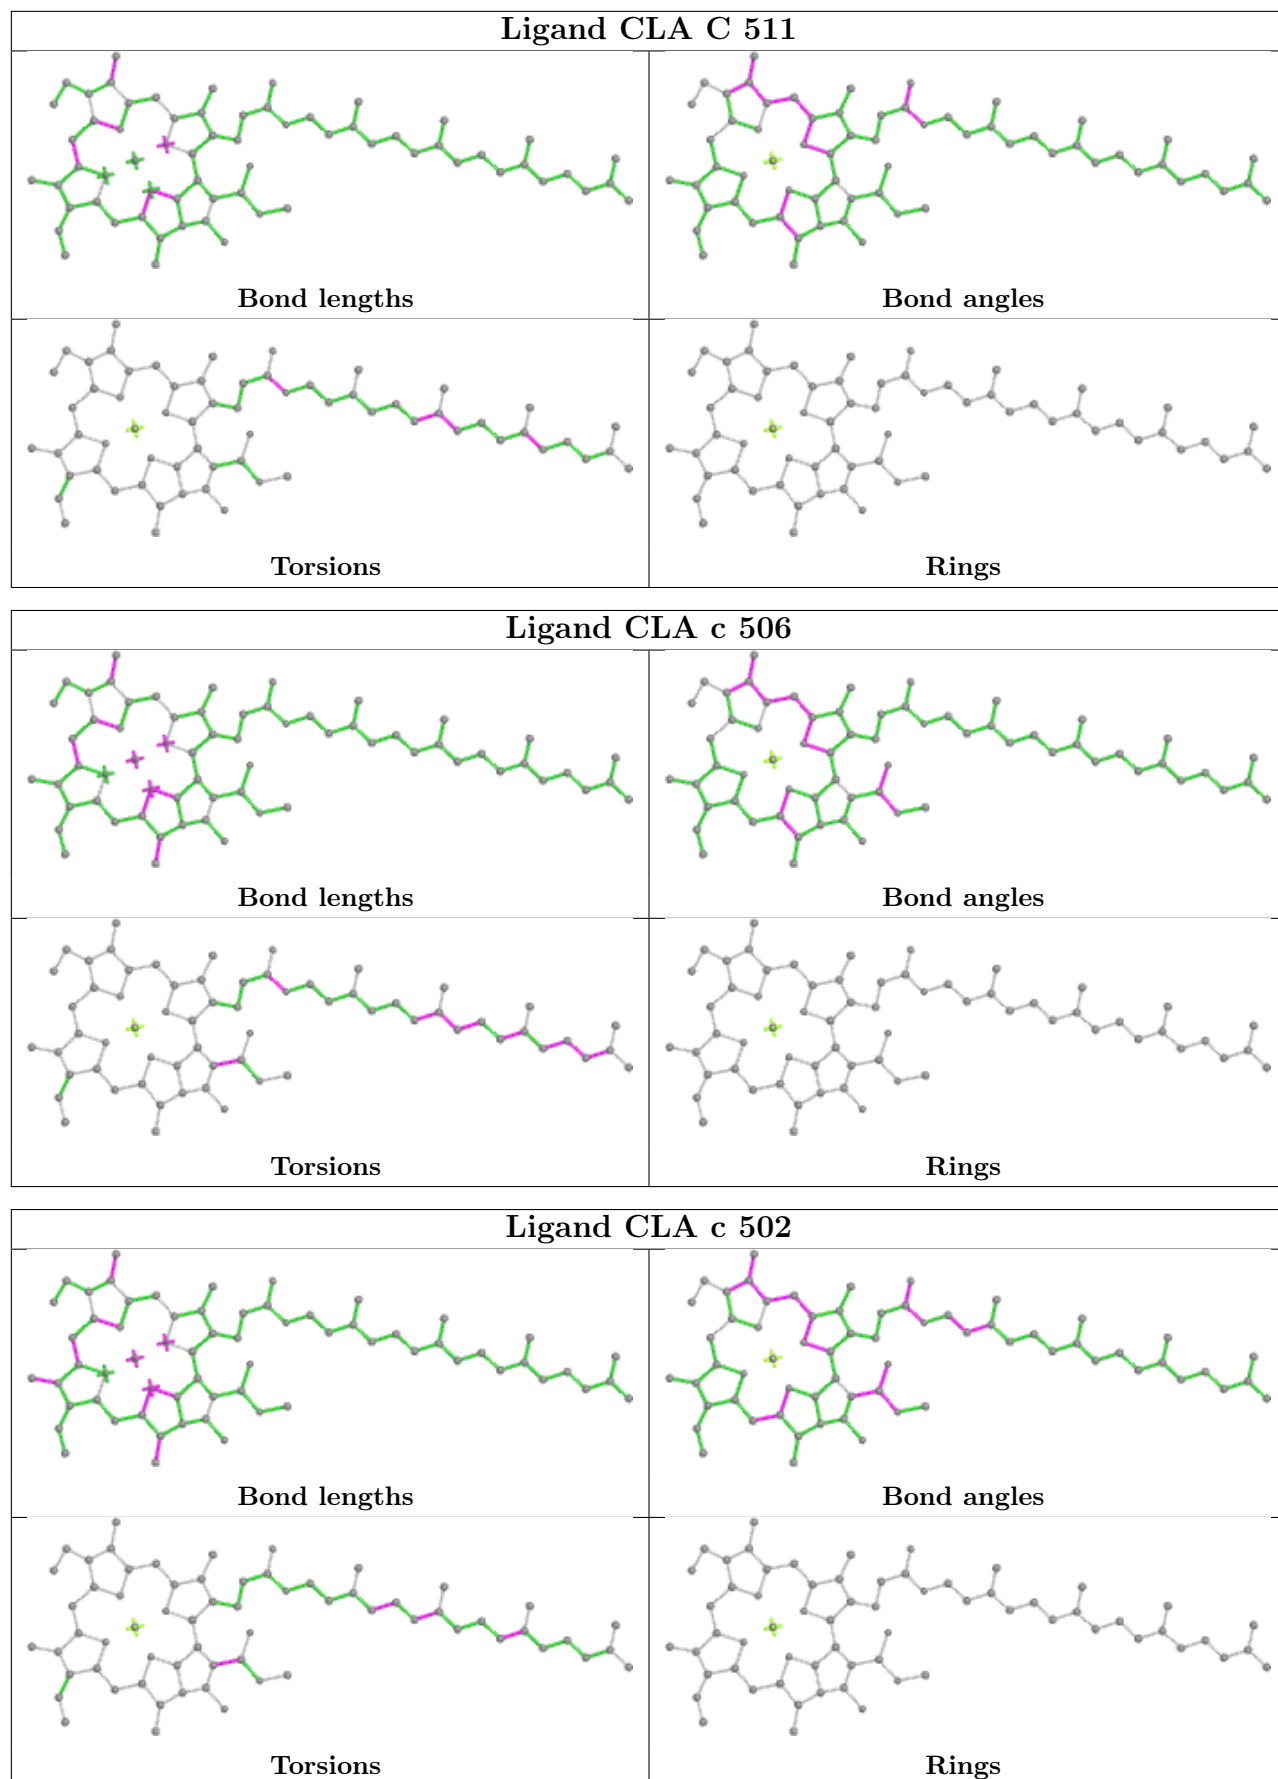 Ligand CLA C 511
Bond lengths
Bond angles
Torsions
Rings
Ligand CLA c 506
Bond lengths
Bond angles
Torsions
Rings
Ligand CLA c 502
Bond lengths
Bond angles
Torsions
Rings